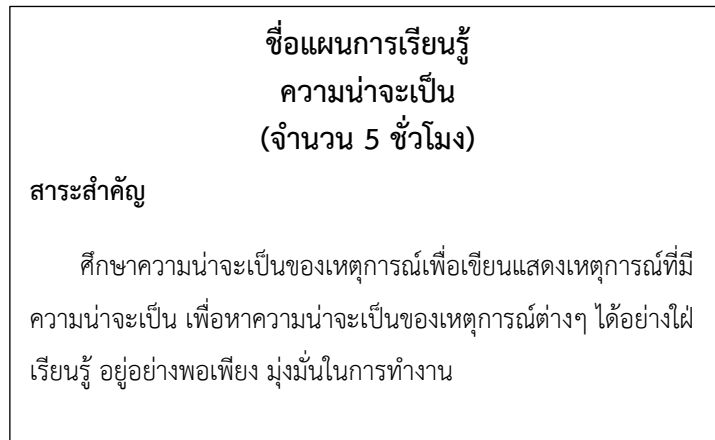 ชื่อแผนการเรียนรู้
ความน่าจะเป็น
(จำนวน 5 ชั่วโมง)
สาระสำคัญ
ศึกษาความน่าจะเป็นของเหตุการณ์เพื่อเขียนแสดงเหตุการณ์ที่มี
ความน่าจะเป็น เพื่อหาความน่าจะเป็นของเหตุการณ์ต่างๆ ได้อย่างใฝ่
เรียนรู้ อยู่อย่างพอเพียง มุ่งมั่นในการทำงาน